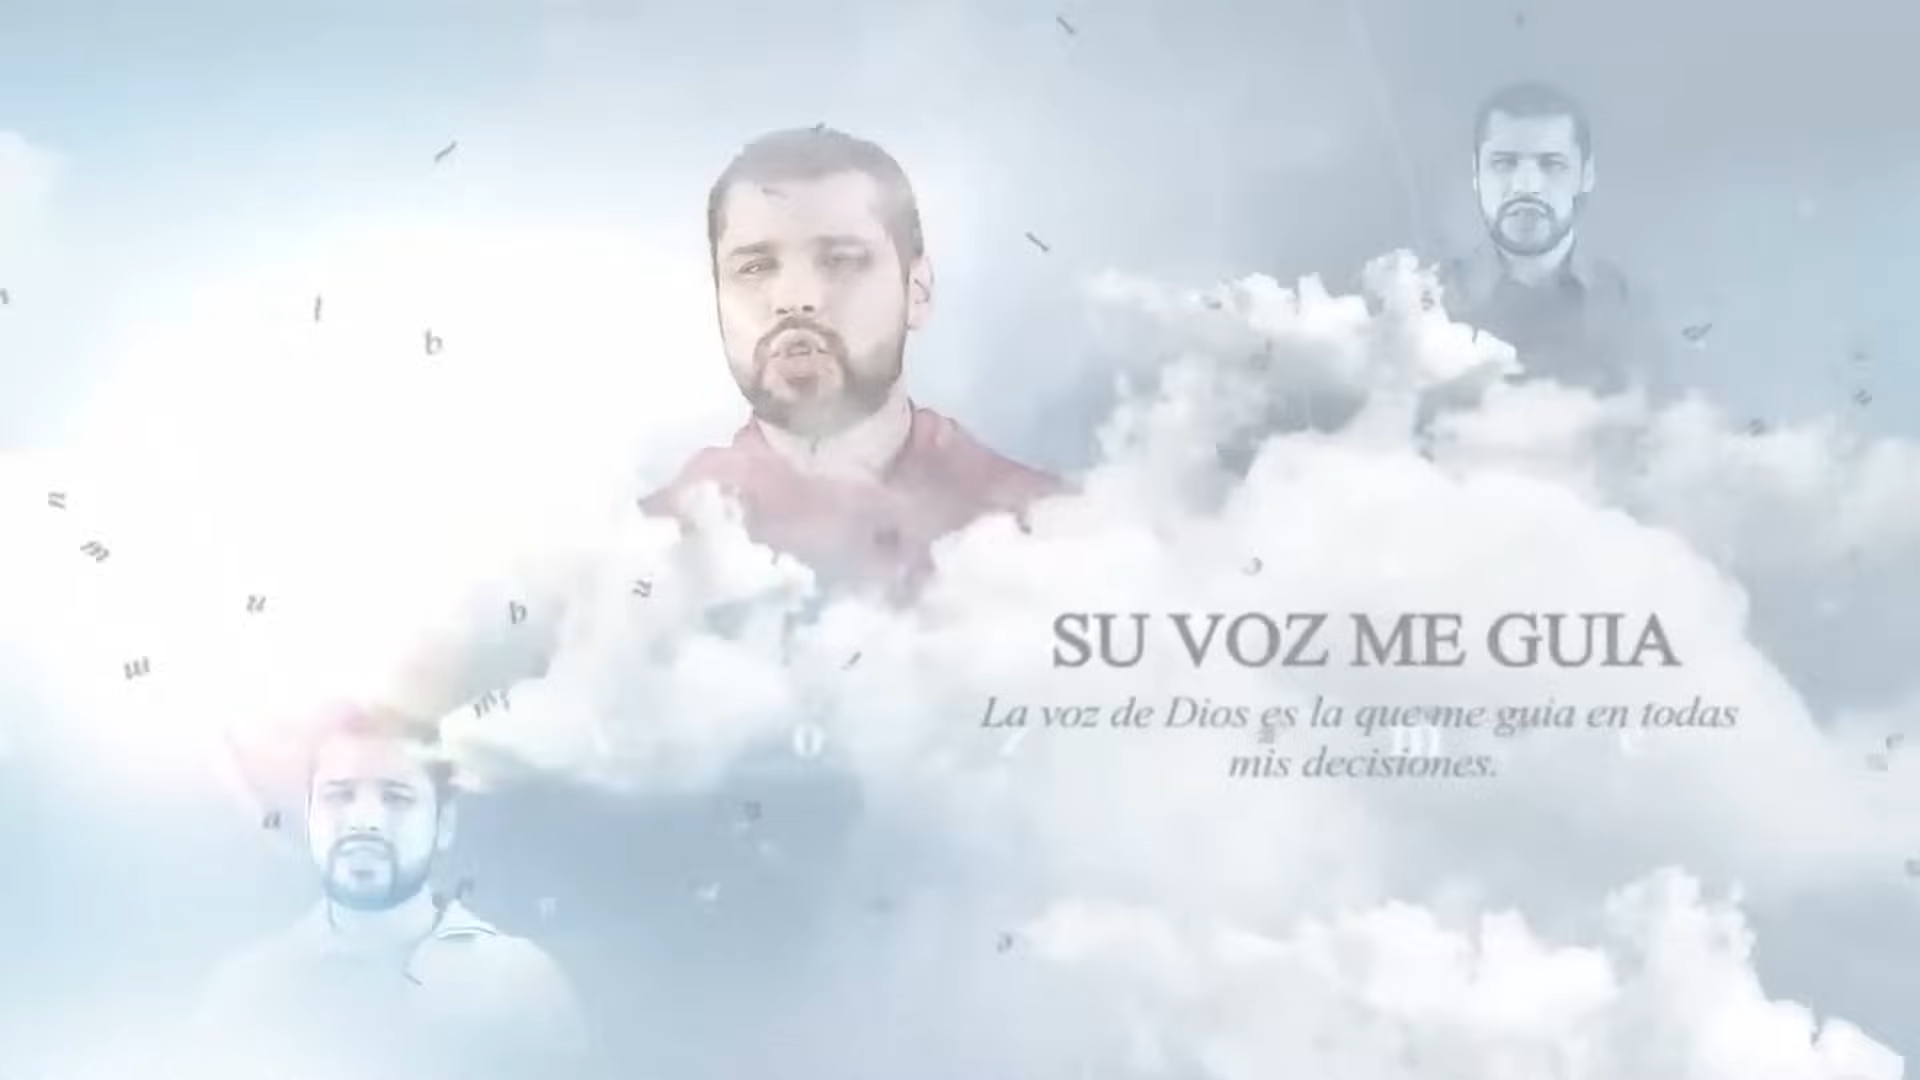 SU VOZ ME GUIA
La voz de Dios es la que me guia en todas
mis decisiones.